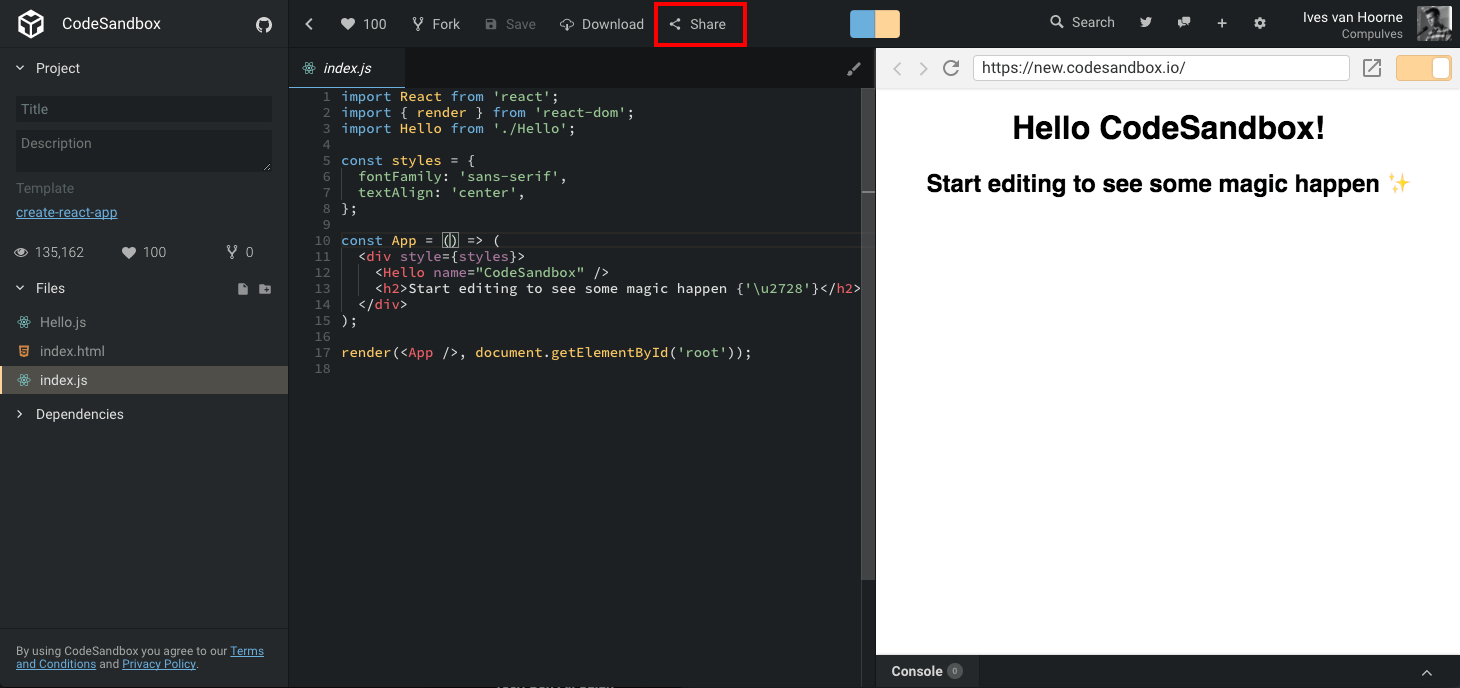 CodeSandbox
100 Fork Save Download Share
Search
Ives van Hoorne
Compulves
Project
Title
Description
Template
create-react-app
135,162 100 0
Files
Hello.js
index.html
index.js
Dependencies
By using CodeSandbox you agree to our Terms
and Conditions and Privacy Policy.
index.js
1 import React from 'react';
2 import { render } from 'react-dom';
3 import Hello from './Hello';
4
5 const styles = {
6 fontFamily: 'sans-serif',
7 textAlign: 'center',
8 };
9
10 const App = () => (
11 <div style={styles}>
12 <Hello name="CodeSandbox" />
13 <h2>Start editing to see some magic happen {'\u2728'}</h2>
14 </div>
15 );
16
17 render(<App />, document.getElementById('root'));
18
https://new.codesandbox.io/
Hello CodeSandbox!
Start editing to see some magic happen ✨
Console 0